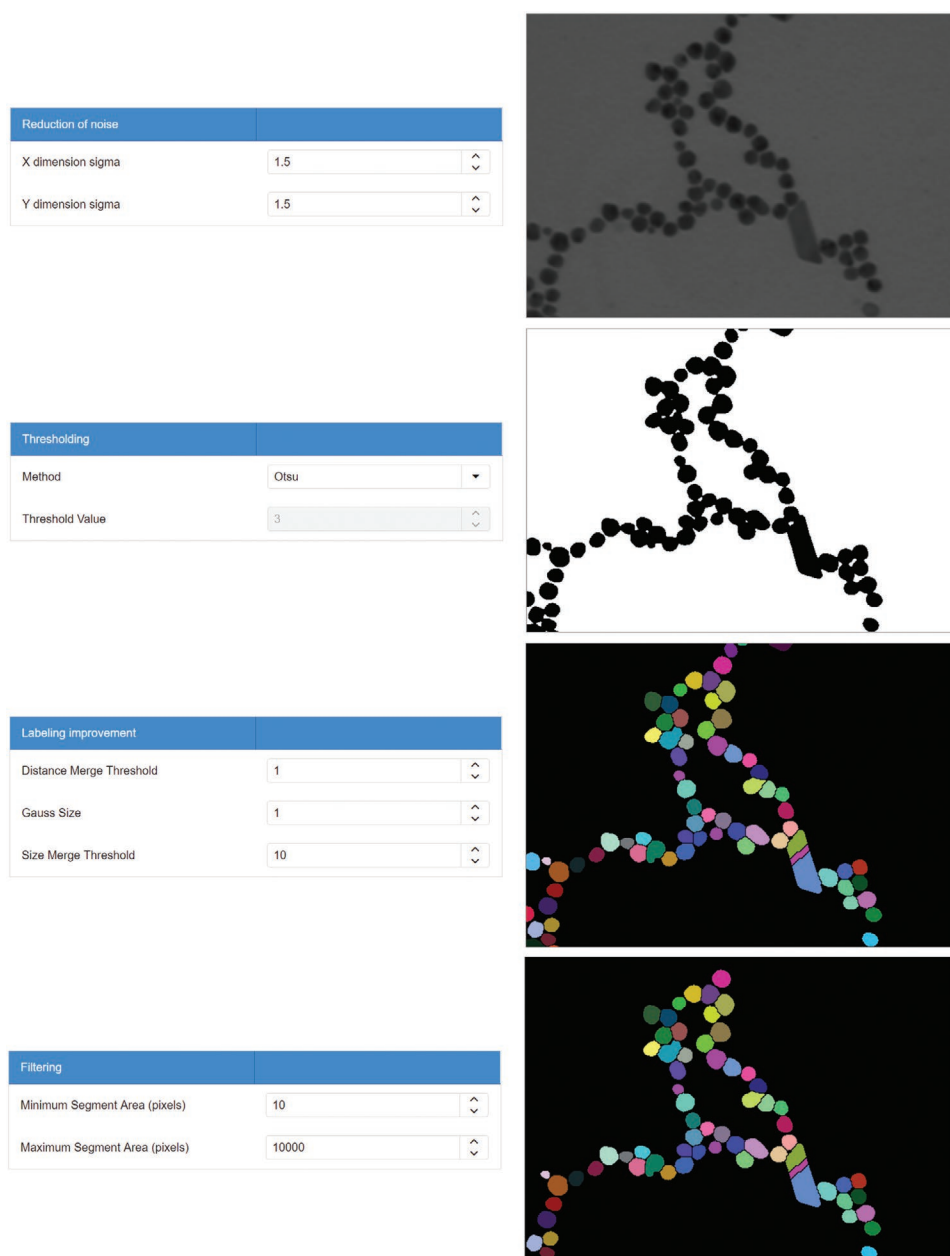 Reduction of noise
X dimension sigma 1.5
Y dimension sigma 1.5
Thresholding
Method Otsu
Threshold Value 3
Labeling improvement
Distance Merge Threshold 1
Gauss Size 1
Size Merge Threshold 10
Filtering
Minimum Segment Area (pixels) 10
Maximum Segment Area (pixels) 10000